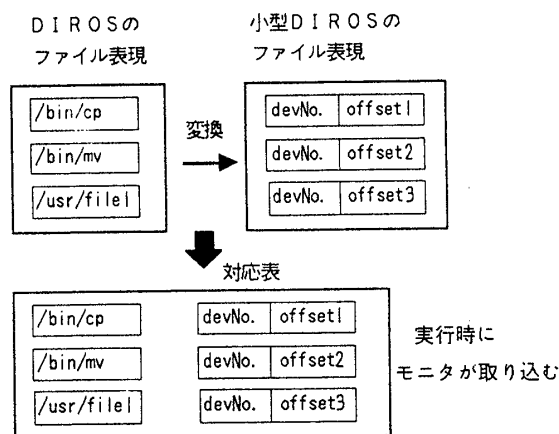 ＤＩＲＯＳの
ファイル表現
小型ＤＩＲＯＳの
ファイル表現
/bin/cp
/bin/mv
/usr/file1
変換
devNo. offset1
devNo. offset2
devNo. offset3
対応表
/bin/cp devNo. offset1
/bin/mv devNo. offset2
/usr/file1 devNo. offset3
実行時に
モニタが取り込む